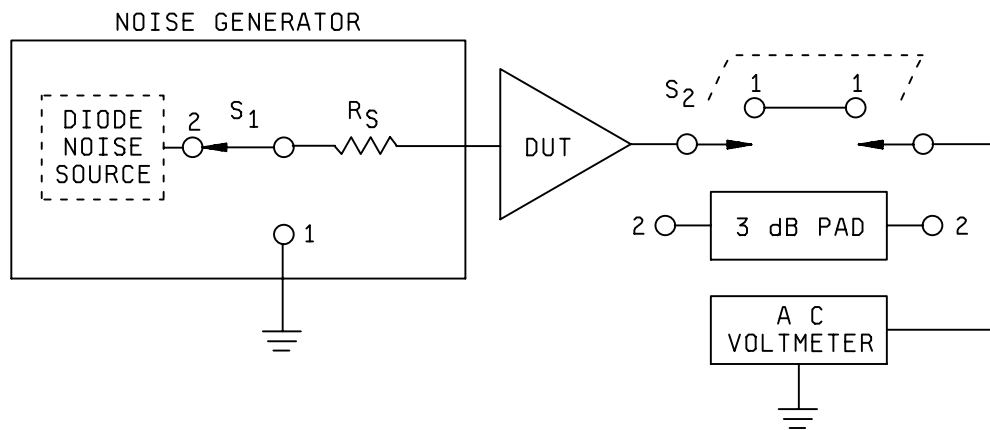 NOISE GENERATOR
DIODE
NOISE
SOURCE
2
S1
RS
1
DUT
S2
1
1
2
3 dB PAD
2
A C
VOLTMETER